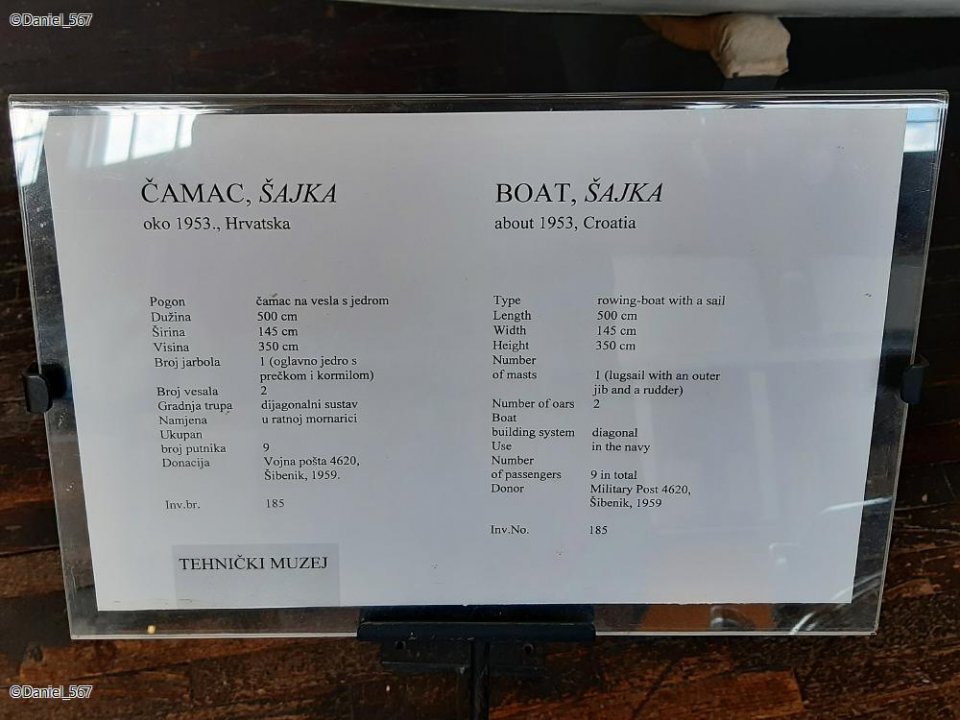 ©Daniel_567
ČAMAC, ŠAJKA
oko 1953., Hrvatska
Pogon čamac na vesla s jedrom
Dužina 500 cm
Širina 145 cm
Visina 350 cm
Broj jarbola 1 (oglavno jedro s
prečkom i kormilom)
Broj vesala 2
Gradnja trupa dijagonalni sustav
Namjena u ratnoj mornarici
Ukupan
broj putnika 9
Donacija Vojna pošta 4620,
Šibenik, 1959.
Inv.br. 185
TEHNIČKI MUZEJ
BOAT, ŠAJKA
about 1953, Croatia
Type rowing-boat with a sail
Length 500 cm
Width 145 cm
Height 350 cm
Number
of masts 1 (lugsail with an outer
jib and a rudder)
Number of oars 2
Boat
building system diagonal
Use in the navy
Number
of passengers 9 in total
Donor Military Post 4620,
Šibenik, 1959
Inv.No. 185
©Daniel_567